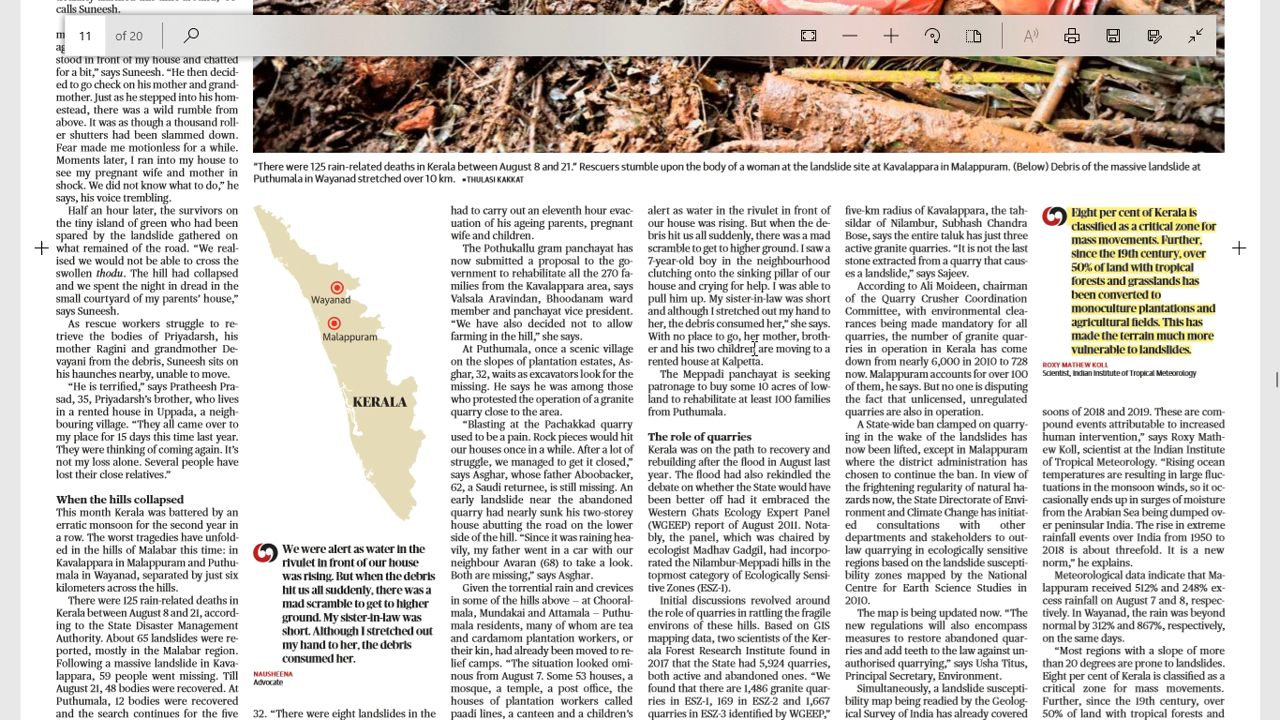 calls Suneesh.
11 of 20
stood in front of my house and chatted
for a bit,” says Suneesh. “He then decid-
ed to go check on his mother and grand-
mother. Just as he stepped into his hom-
estead, there was a wild rumble from
above. It was as though a thousand roll-
er shutters had been slammed down.
Fear made me motionless for a while.
Moments later, I ran into my house to
see my pregnant wife and mother in
shock. We did not know what to do,” he
says, his voice trembling.
Half an hour later, the survivors on
the tiny island of green who had been
spared by the landslide gathered on
what remained of the road. “We real-
ised we would not be able to cross the
swollen thodu. The hill had collapsed
and we spent the night in dread in the
small courtyard of my parents’ house,”
says Suneesh.
As rescue workers struggle to re-
trieve the bodies of Priyadarsh, his
mother Ragini and grandmother De-
vayani from the debris, Suneesh sits on
his haunches nearby, unable to move.
“He is terrified,” says Pratheesh Pra-
sad, 35, Priyadarsh’s brother, who lives
in a rented house in Uppada, a neigh-
bouring village. “They all came over to
my place for 15 days this time last year.
They were thinking of coming again. It’s
not my loss alone. Several people have
lost their close relatives.”
When the hills collapsed
This month Kerala was battered by an
erratic monsoon for the second year in
a row. The worst tragedies have unfold-
ed in the hills of Malabar this time: in
Kavalappara in Malappuram and Puthu-
mala in Wayanad, separated by just six
kilometers across the hills.
There were 125 rain-related deaths in
Kerala between August 8 and 21, accord-
ing to the State Disaster Management
Authority. About 65 landslides were re-
ported, mostly in the Malabar region.
Following a massive landslide in Kava-
lappara, 59 people went missing. Till
August 21, 48 bodies were recovered. At
Puthumala, 12 bodies were recovered
and the search continues for the five
“There were 125 rain-related deaths in Kerala between August 8 and 21.” Rescuers stumble upon the body of a woman at the landslide site at Kavalappara in Malappuram. (Below) Debris of the massive landslide at
Puthumala in Wayanad stretched over 10 km. ▪THULASI KAKKAT
Wayanad
Malappuram
KERALA
We were alert as water in the
rivulet in front of our house
was rising. But when the debris
hit us all suddenly, there was a
mad scramble to get to higher
ground. My sister-in-law was
short. Although I stretched out
my hand to her, the debris
consumed her.
NAUSHEENA
Advocate
32. “There were eight landslides in the
had to carry out an eleventh hour evac-
uation of his ageing parents, pregnant
wife and children.
The Pothukallu gram panchayat has
now submitted a proposal to the go-
vernment to rehabilitate all the 270 fa-
milies from the Kavalappara area, says
Valsala Aravindan, Bhoodanam ward
member and panchayat vice president.
“We have also decided not to allow
farming in the hill,” she says.
At Puthumala, once a scenic village
on the slopes of plantation estates, As-
ghar, 32, waits as excavators look for the
missing. He says he was among those
who protested the operation of a granite
quarry close to the area.
“Blasting at the Pachakkad quarry
used to be a pain. Rock pieces would hit
our houses once in a while. After a lot of
struggle, we managed to get it closed,”
says Asghar, whose father Aboobacker,
62, a Saudi returnee, is still missing. An
early landslide near the abandoned
quarry had nearly sunk his two-storey
house abutting the road on the lower
side of the hill. “Since it was raining hea-
vily, my father went in a car with our
neighbour Avaran (68) to take a look.
Both are missing,” says Asghar.
Given the torrential rain and crevices
in some of the hills above – at Chooral-
mala, Mundakai and Attamala – Puthu-
mala residents, many of whom are tea
and cardamom plantation workers, or
their kin, had already been moved to re-
lief camps. “The situation looked omi-
nous from August 7. Some 53 houses, a
mosque, a temple, a post office, the
houses of plantation workers called
paadi lines, a canteen and a children’s
alert as water in the rivulet in front of
our house was rising. But when the de-
bris hit us all suddenly, there was a mad
scramble to get to higher ground. I saw a
7-year-old boy in the neighbourhood
clutching onto the sinking pillar of our
house and crying for help. I was able to
pull him up. My sister-in-law was short
and although I stretched out my hand to
her, the debris consumed her,” she says.
With no place to go, her mother, broth-
er and his two children are moving to a
rented house at Kalpetta.
The Meppadi panchayat is seeking
patronage to buy some 10 acres of low-
land to rehabilitate at least 100 families
from Puthumala.
The role of quarries
Kerala was on the path to recovery and
rebuilding after the flood in August last
year. The flood had also rekindled the
debate on whether the State would have
been better off had it embraced the
Western Ghats Ecology Expert Panel
(WGEEP) report of August 2011. Nota-
bly, the panel, which was chaired by
ecologist Madhav Gadgil, had incorpo-
rated the Nilambur-Meppadi hills in the
topmost category of Ecologically Sensi-
tive Zones (ESZ-1).
Initial discussions revolved around
the role of quarries in rattling the fragile
environs of these hills. Based on GIS
mapping data, two scientists of the Ker-
ala Forest Research Institute found in
2017 that the State had 5,924 quarries,
both active and abandoned ones. “We
found that there are 1,486 granite quar-
ries in ESZ-1, 169 in ESZ-2 and 1,667
quarries in ESZ-3 identified by WGEEP,”
five-km radius of Kavalappara, the tah-
sildar of Nilambur, Subhash Chandra
Bose, says the entire taluk has just three
active granite quarries. “It is not the last
stone extracted from a quarry that caus-
es a landslide,” says Sajeev.
According to Ali Moideen, chairman
of the Quarry Crusher Coordination
Committee, with environmental clea-
rances being made mandatory for all
quarries, the number of granite quar-
ries in operation in Kerala has come
down from nearly 6,000 in 2010 to 728
now. Malappuram accounts for over 100
of them, he says. But no one is disputing
the fact that unlicensed, unregulated
quarries are also in operation.
A State-wide ban clamped on quarry-
ing in the wake of the landslides has
now been lifted, except in Malappuram
where the district administration has
chosen to continue the ban. In view of
the frightening regularity of natural ha-
zards now, the State Directorate of Envi-
ronment and Climate Change has initiat-
ed consultations with other
departments and stakeholders to out-
law quarrying in ecologically sensitive
regions based on the landslide suscepti-
bility zones mapped by the National
Centre for Earth Science Studies in
2010.
The map is being updated now. “The
new regulations will also encompass
measures to restore abandoned quar-
ries and add teeth to the law against un-
authorised quarrying,” says Usha Titus,
Principal Secretary, Environment.
Simultaneously, a landslide suscepti-
bility map being readied by the Geolog-
ical Survey of India has already covered
Eight per cent of Kerala is
classified as a critical zone for
mass movements. Further,
since the 19th century, over
50% of land with tropical
forests and grasslands has
been converted to
monoculture plantations and
agricultural fields. This has
made the terrain much more
vulnerable to landslides.
ROXY MATHEW KOLL
Scientist, Indian Institute of Tropical Meteorology
soons of 2018 and 2019. These are com-
pound events attributable to increased
human intervention,” says Roxy Math-
ew Koll, scientist at the Indian Institute
of Tropical Meteorology. “Rising ocean
temperatures are resulting in large fluc-
tuations in the monsoon winds, so it oc-
casionally ends up in surges of moisture
from the Arabian Sea being dumped ov-
er peninsular India. The rise in extreme
rainfall events over India from 1950 to
2018 is about threefold. It is a new
norm,” he explains.
Meteorological data indicate that Ma-
lappuram received 512% and 248% ex-
cess rainfall on August 7 and 8, respec-
tively. In Wayanad, the rain was beyond
normal by 312% and 867%, respectively,
on the same days.
“Most regions with a slope of more
than 20 degrees are prone to landslides.
Eight per cent of Kerala is classified as a
critical zone for mass movements.
Further, since the 19th century, over
50% of land with tropical forests and